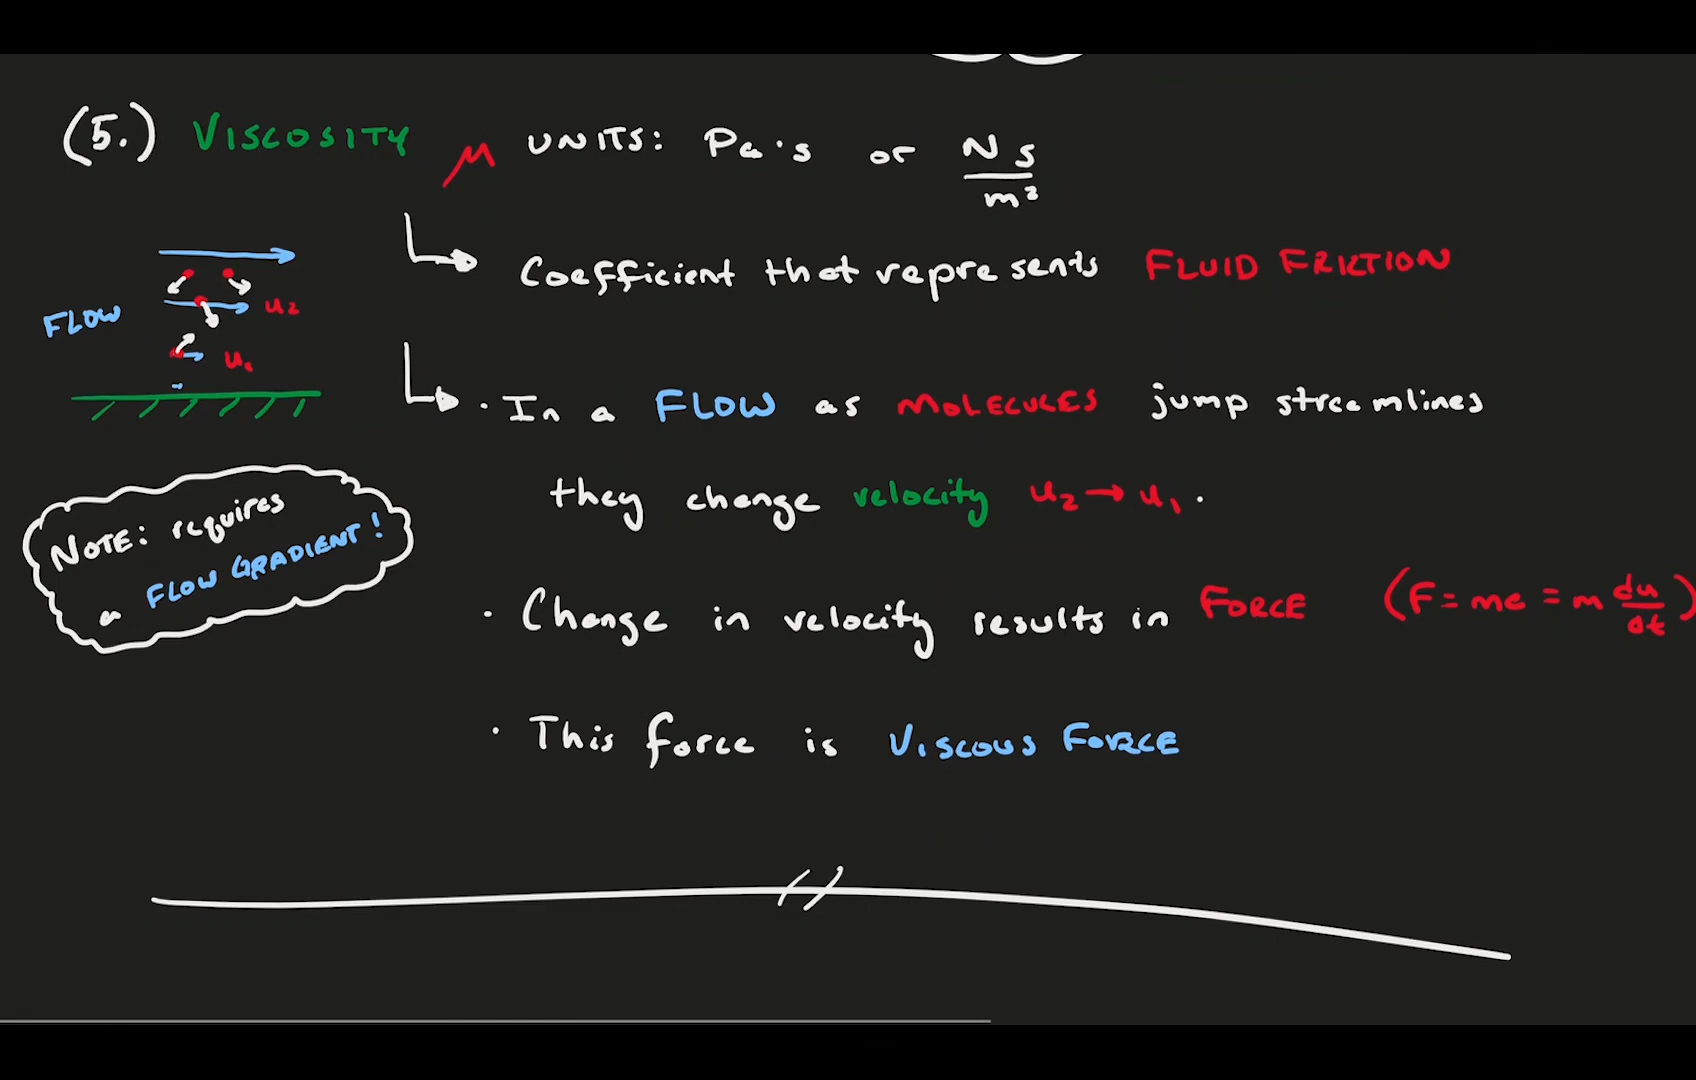 (5.) VISCOSITY μ UNITS: Pa·s or N s / m²
Coefficient that represents FLUID FRICTION
FLOW u₂
u₁
· In a FLOW as MOLECULES jump streamlines
they change velocity u₂ → u₁.
NOTE: requires
a FLOW GRADIENT!
· Change in velocity results in FORCE (F = ma = m du/dt)
· This force is VISCOUS FORCE